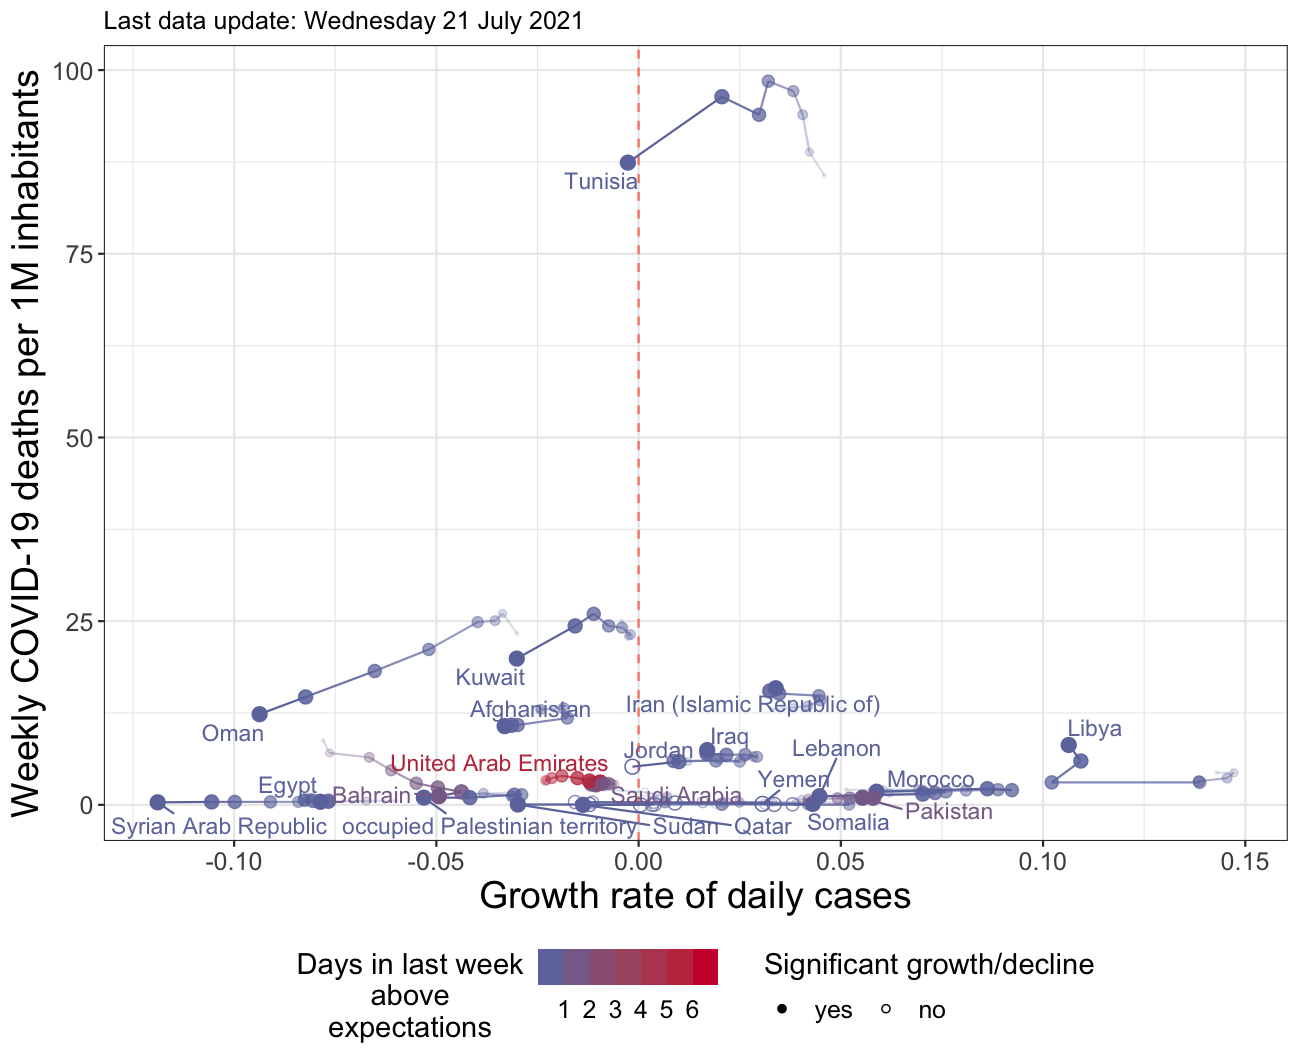 Last data update: Wednesday 21 July 2021
Weekly COVID-19 deaths per 1M inhabitants
100
75
50
25
0
Tunisia
Kuwait
Afghanistan
Iran (Islamic Republic of)
Oman
Libya
Iraq
Jordan
Lebanon
United Arab Emirates
Yemen
Morocco
Egypt
Bahrain
Saudi Arabia
Pakistan
Syrian Arab Republic
occupied Palestinian territory
Sudan
Qatar
Somalia
-0.10
-0.05
0.00
0.05
0.10
0.15
Growth rate of daily cases
Days in last week
above
expectations
1 2 3 4 5 6
Significant growth/decline
yes
no